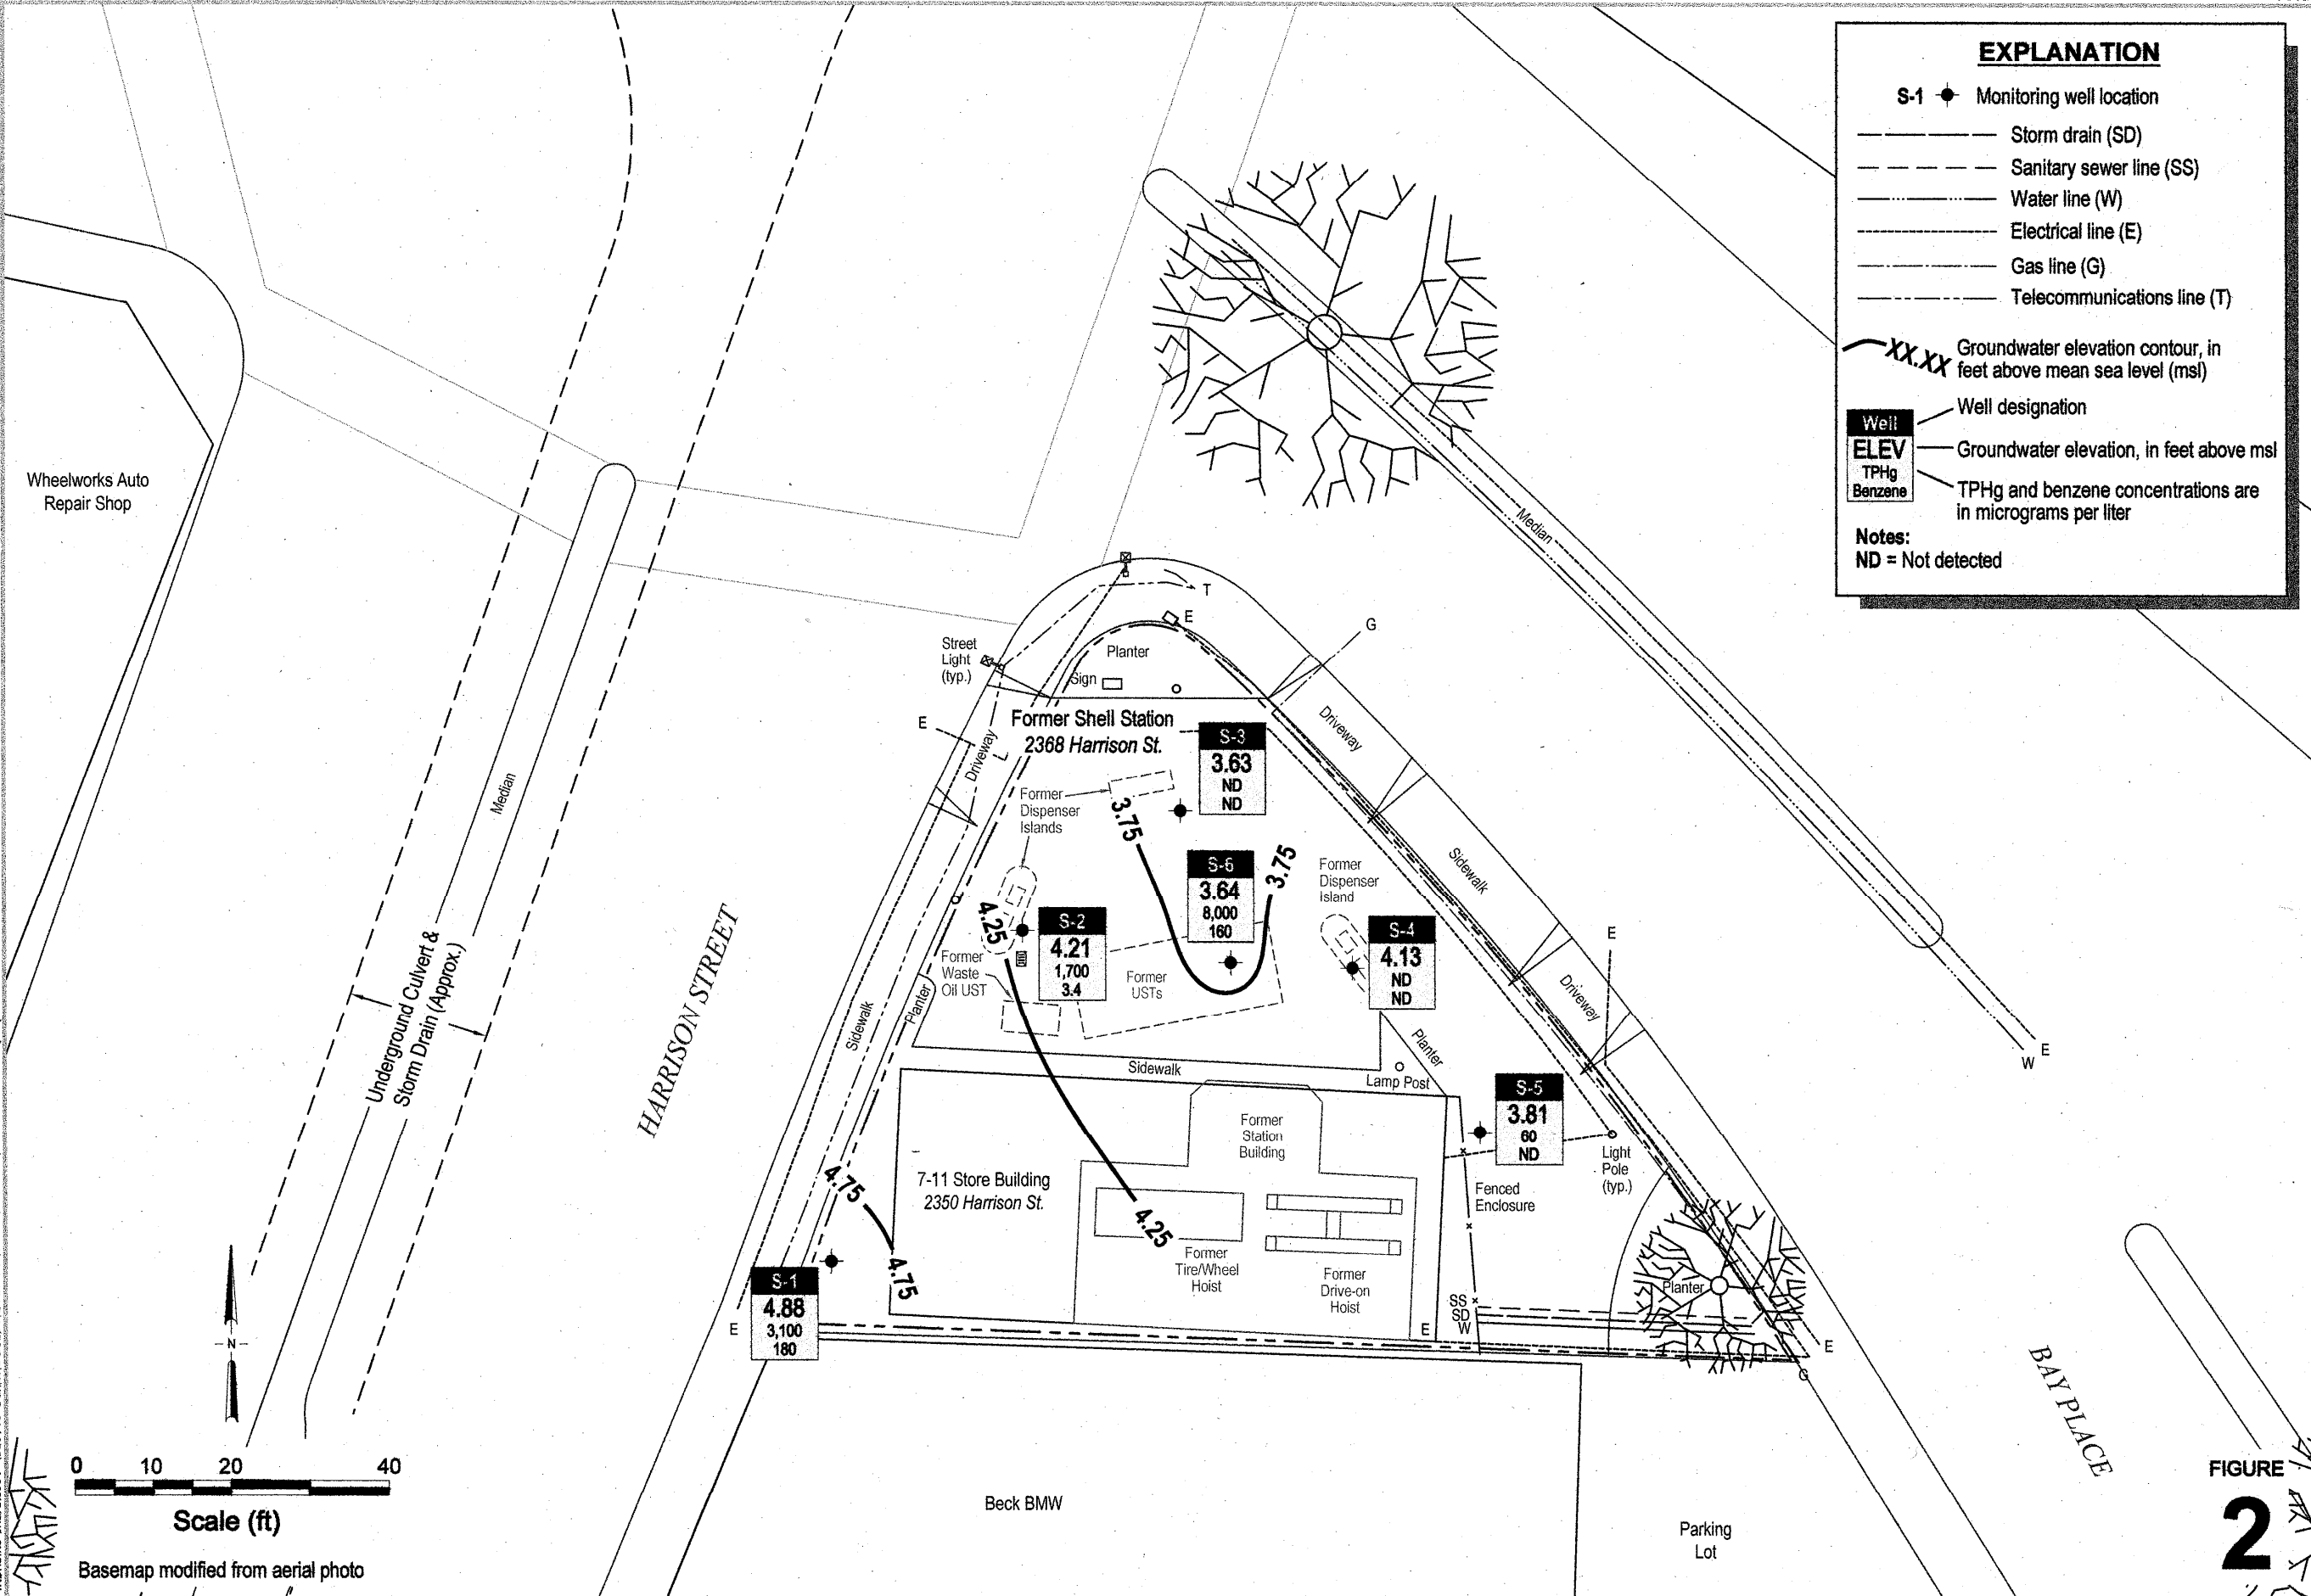 EXPLANATION
S-1 Monitoring well location
Storm drain (SD)
Sanitary sewer line (SS)
Water line (W)
Electrical line (E)
Gas line (G)
Telecommunications line (T)
XX.XX Groundwater elevation contour, in
feet above mean sea level (msl)
Well designation
Well
ELEV
TPHg
Benzene
Groundwater elevation, in feet above msl
TPHg and benzene concentrations are
in micrograms per liter
Notes:
ND = Not detected
Wheelworks Auto
Repair Shop
Median
Median
T
E
G
Street
Light
(typ.)
Planter
Sign
E
Driveway
Former Shell Station
2368 Harrison St.
Driveway
S-3
3.63
ND
ND
Former
Dispenser
Islands
3.75
3.75
S-6
3.64
8,000
160
Former
Dispenser
Island
Sidewalk
4.25
S-2
4.21
1,700
3.4
S-4
4.13
ND
ND
Former
Waste
Oil UST
Former
USTs
E
Driveway
Planter
Sidewalk
HARRISON STREET
Underground Culvert &
Storm Drain (Approx.)
Planter
Sidewalk
Lamp Post
W E
S-5
3.81
60
ND
Former
Station
Building
Light
Pole
(typ.)
7-11 Store Building
2350 Harrison St.
4.75
4.75
4.25
Fenced
Enclosure
Former
Tire/Wheel
Hoist
Former
Drive-on
Hoist
Planter
S-1
4.88
3,100
180
E
E
SS
SD
W
E
G
N
BAY PLACE
0 10 20 40
Scale (ft)
Basemap modified from aerial photo
Beck BMW
Parking
Lot
FIGURE
2